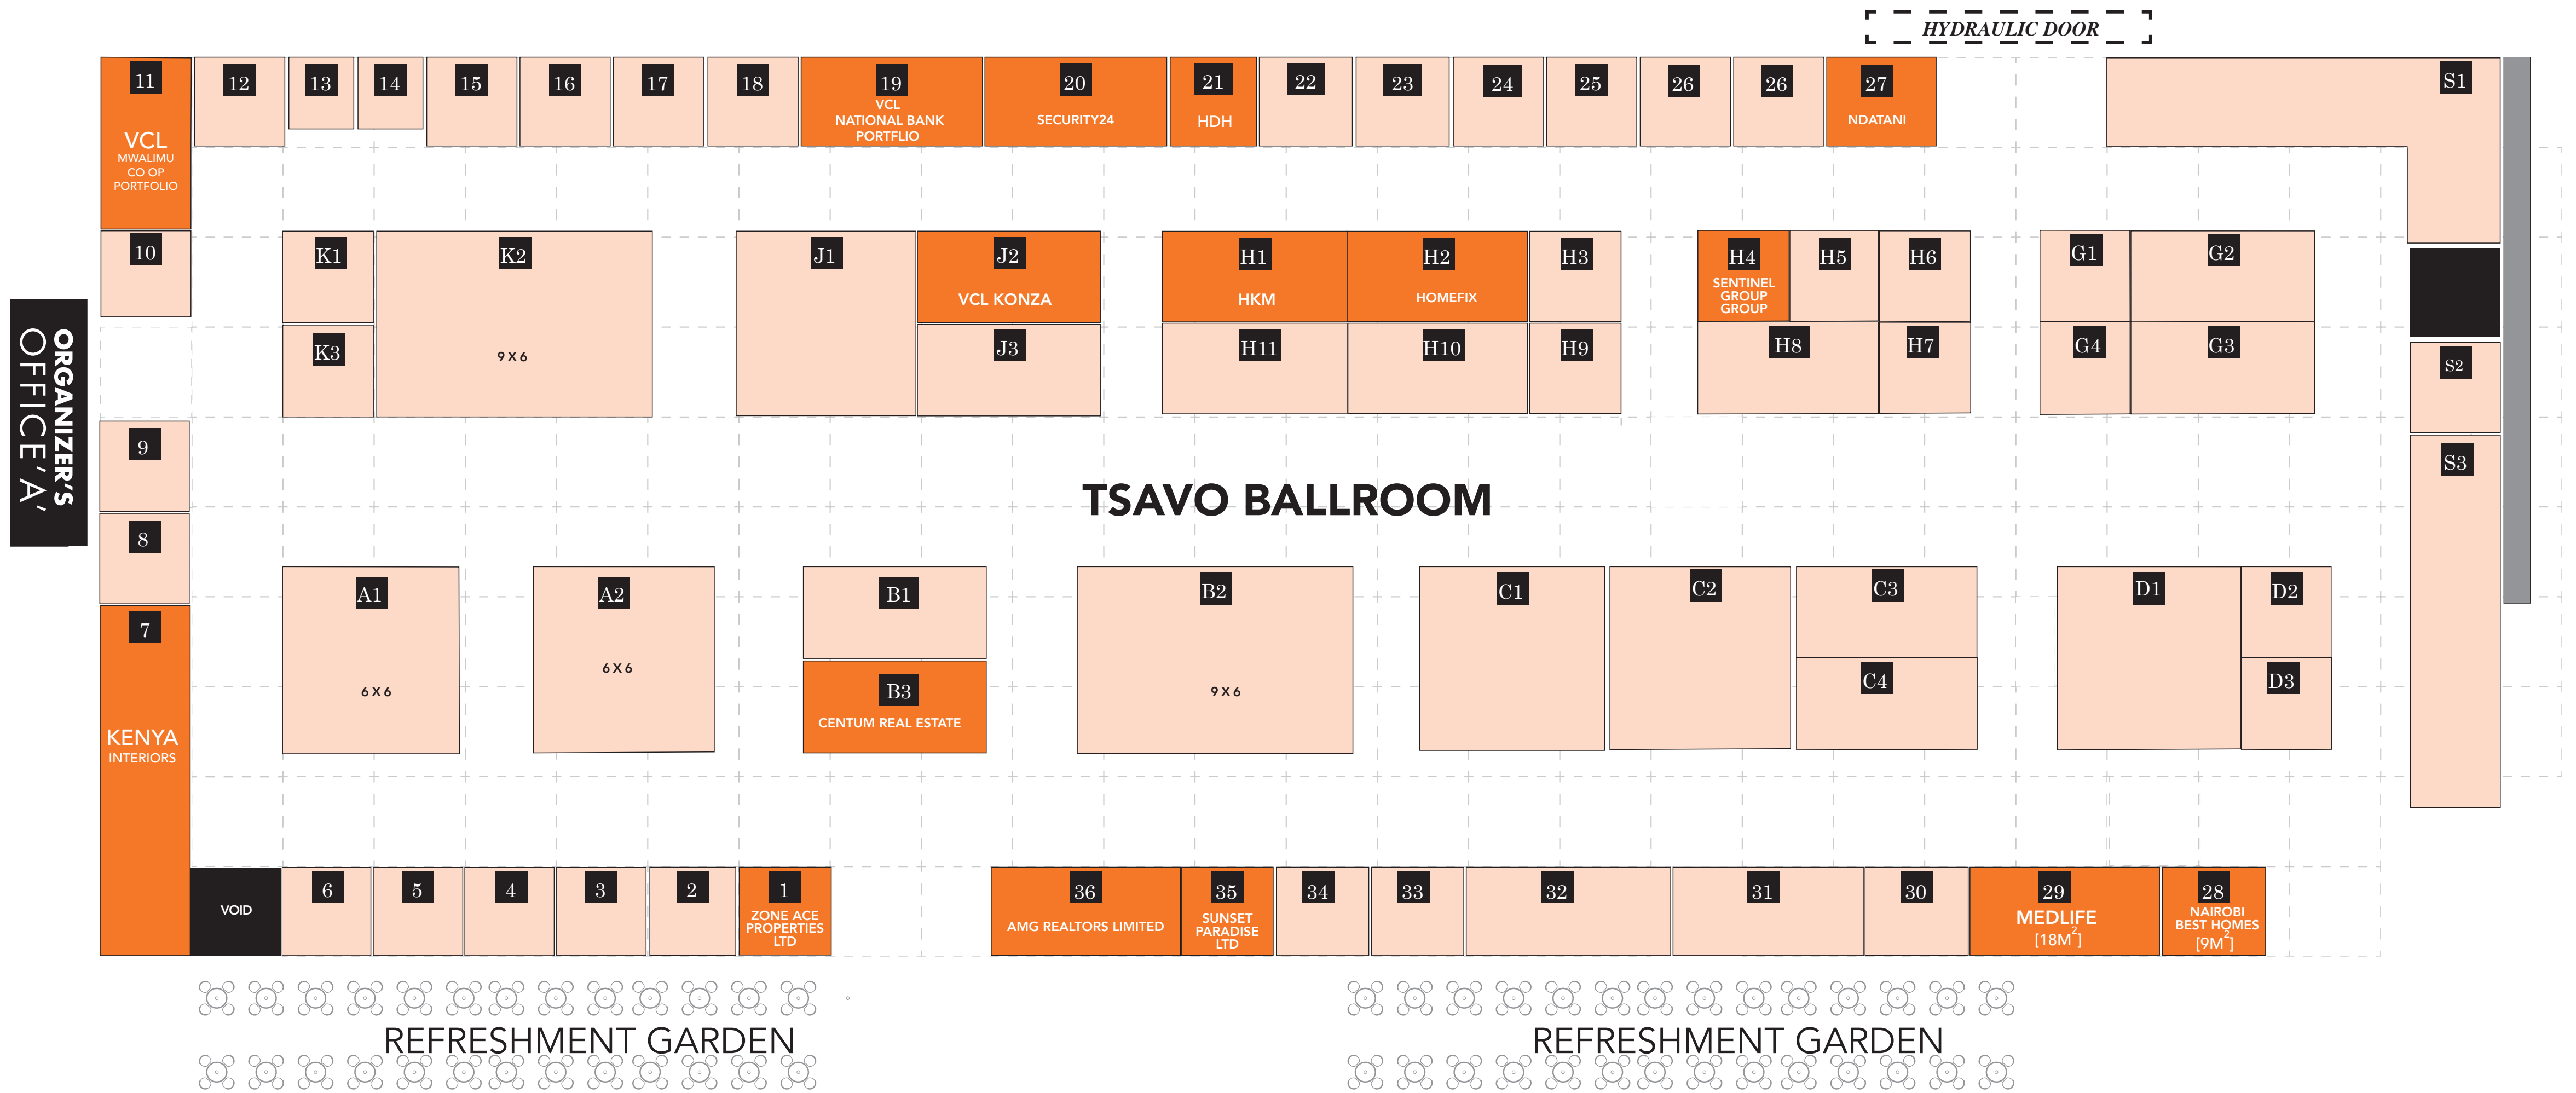 HYDRAULIC DOOR
11
VCL
MWALIMU
CO OP
PORTFOLIO
12
13
14
15
16
17
18
19
VCL
NATIONAL BANK
PORTFLIO
20
SECURITY24
21
HDH
22
23
24
25
26
26
27
NDATANI
S1
10
K1
K2
9 X 6
K3
J1
J2
VCL KONZA
J3
H1
HKM
H2
HOMEFIX
H3
H11
H10
H9
H4
SENTINEL
GROUP
GROUP
H5
H6
H8
H7
G1
G2
G4
G3
S2
S3
ORGANIZER'S
OFFICE'A'
9
8
TSAVO BALLROOM
7
KENYA
INTERIORS
A1
6 X 6
A2
6 X 6
B1
B3
CENTUM REAL ESTATE
B2
9 X 6
C1
C2
C3
C4
D1
D2
D3
VOID
6
5
4
3
2
1
ZONE ACE
PROPERTIES
LTD
36
AMG REALTORS LIMITED
35
SUNSET
PARADISE
LTD
34
33
32
31
30
29
MEDLIFE
[18M²]
28
NAIROBI
BEST HOMES
[9M²]
REFRESHMENT GARDEN
REFRESHMENT GARDEN